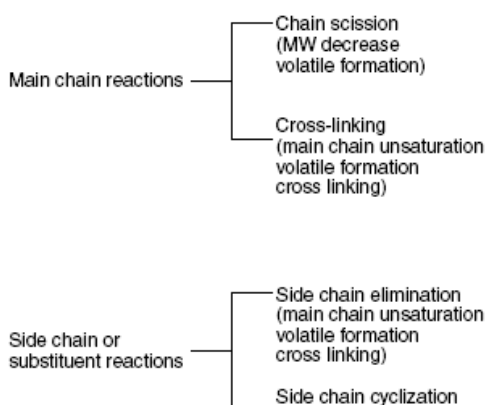 Chain scission
(MW decrease
volatile formation)
Main chain reactions
Cross-linking
(main chain unsaturation
volatile formation
cross linking)
Side chain elimination
(main chain unsaturation
volatile formation
cross linking)
Side chain or
substituent reactions
Side chain cyclization